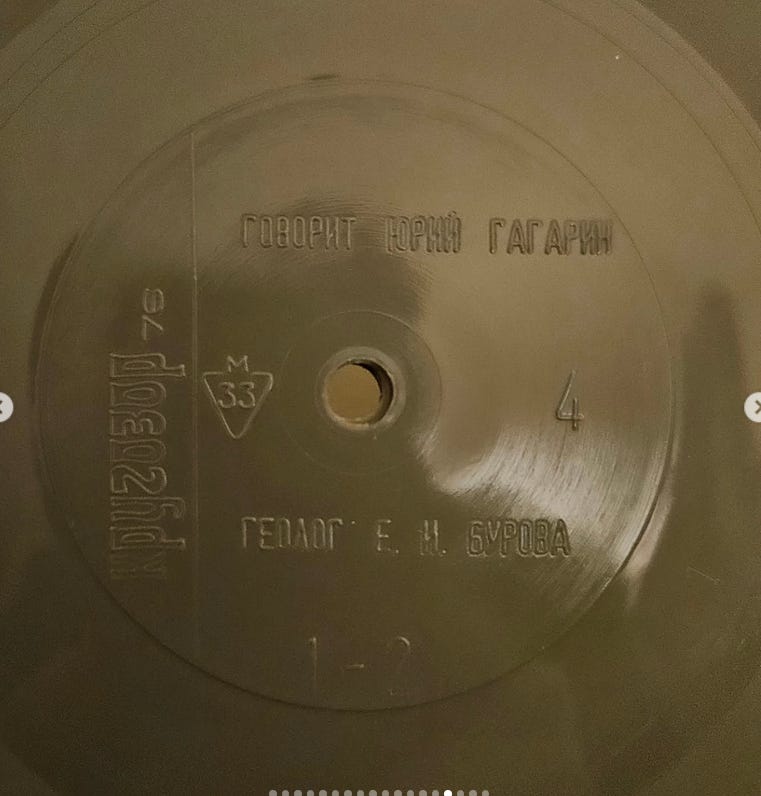 ГОВОРИТ ЮРИЙ ГАГАРИН
кругозор 76
М
33
4
ГЕОЛОГ Е. Н. БУРОВА
1-2